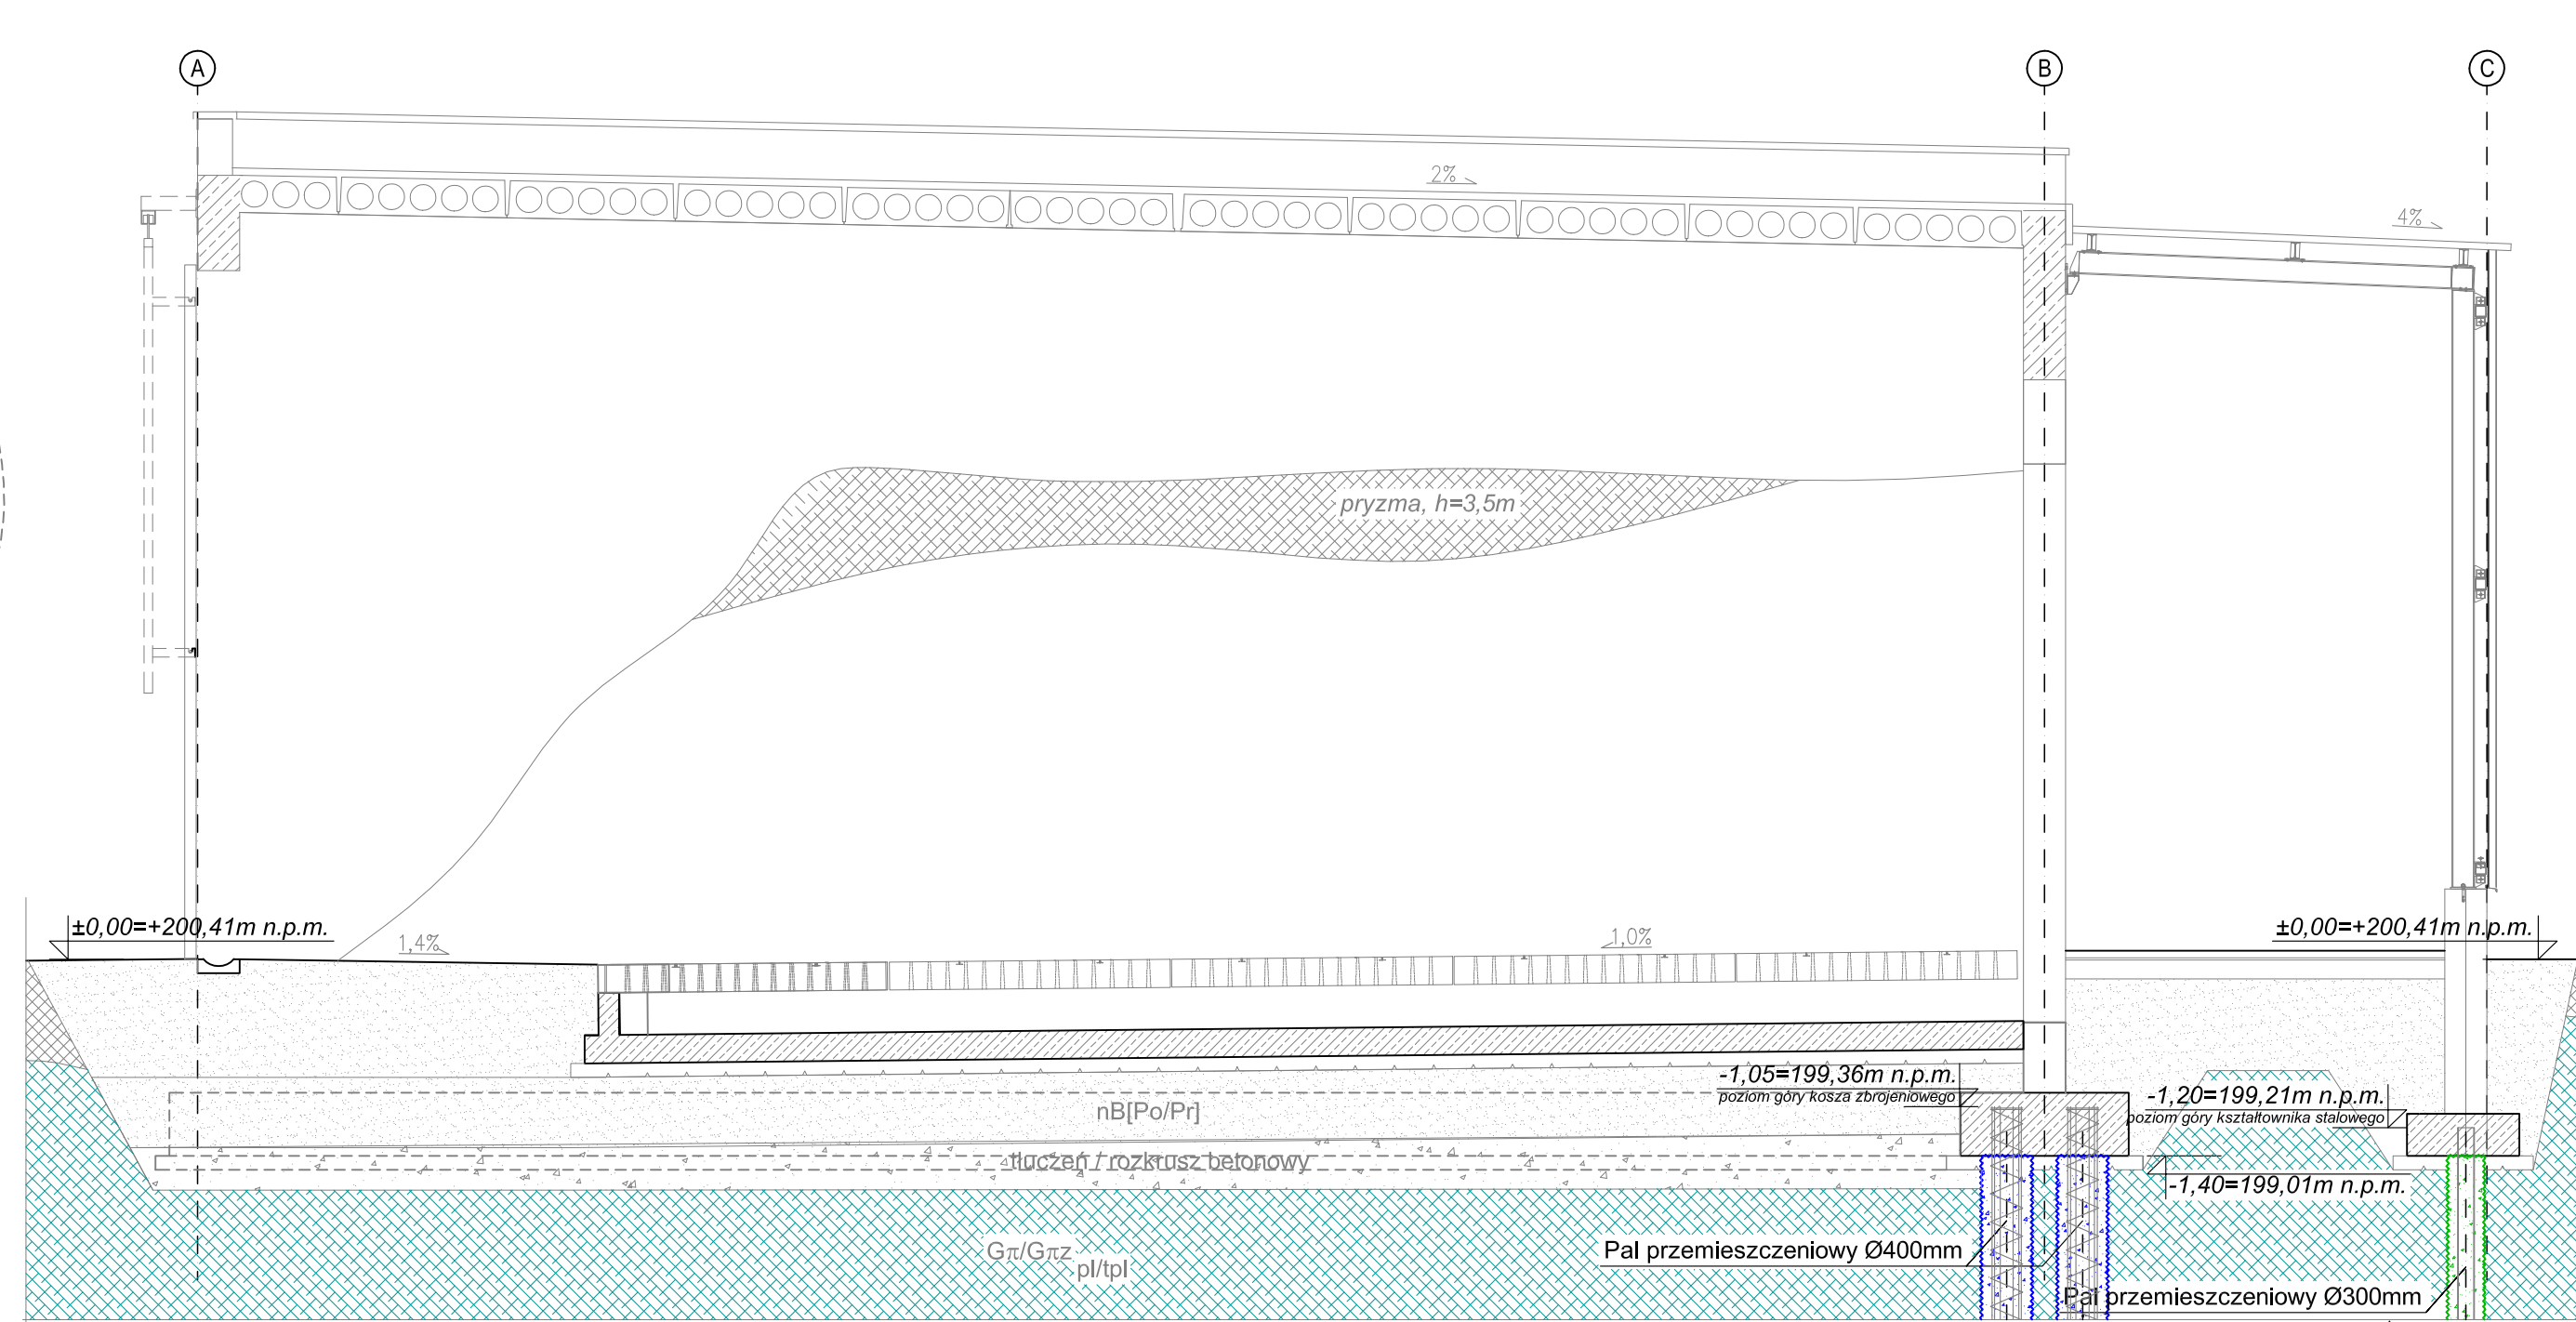 A
B
C
2%
4%
pryzma, h=3,5m
±0,00=+200,41m n.p.m.
1,4%
1,0%
±0,00=+200,41m n.p.m.
-1,05=199,36m n.p.m.
poziom góry kosza zbrojeniowego
-1,20=199,21m n.p.m.
poziom góry kształtownika stalowego
nB[Po/Pr]
tłuczeń / rozkrusz betonowy
-1,40=199,01m n.p.m.
Gπ/Gπz
pl/tpl
Pal przemieszczeniowy Ø400mm
Pal przemieszczeniowy Ø300mm